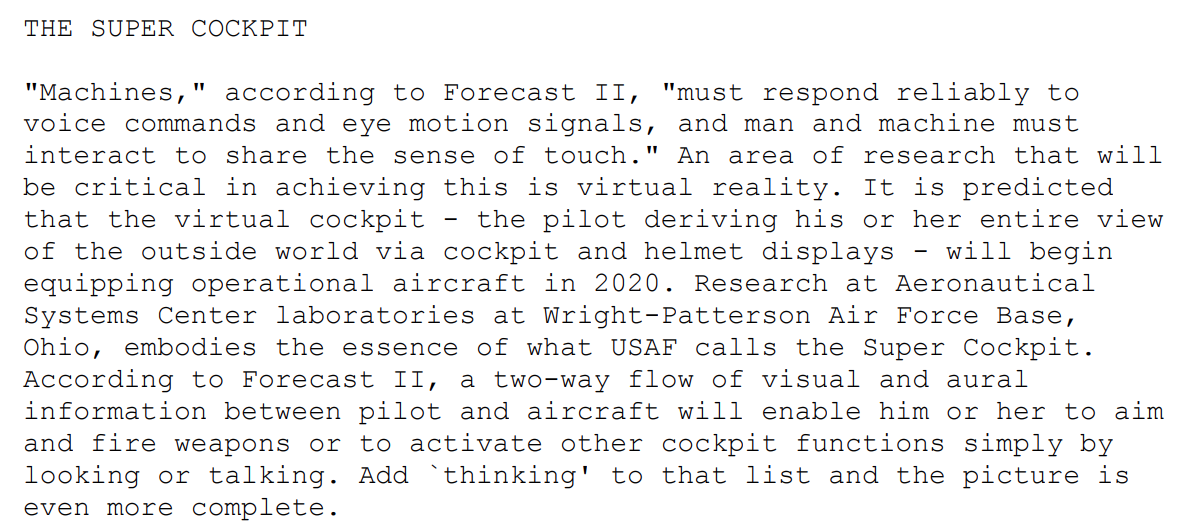 THE SUPER COCKPIT
"Machines," according to Forecast II, "must respond reliably to
voice commands and eye motion signals, and man and machine must
interact to share the sense of touch." An area of research that will
be critical in achieving this is virtual reality. It is predicted
that the virtual cockpit - the pilot deriving his or her entire view
of the outside world via cockpit and helmet displays - will begin
equipping operational aircraft in 2020. Research at Aeronautical
Systems Center laboratories at Wright-Patterson Air Force Base,
Ohio, embodies the essence of what USAF calls the Super Cockpit.
According to Forecast II, a two-way flow of visual and aural
information between pilot and aircraft will enable him or her to aim
and fire weapons or to activate other cockpit functions simply by
looking or talking. Add `thinking' to that list and the picture is
even more complete.